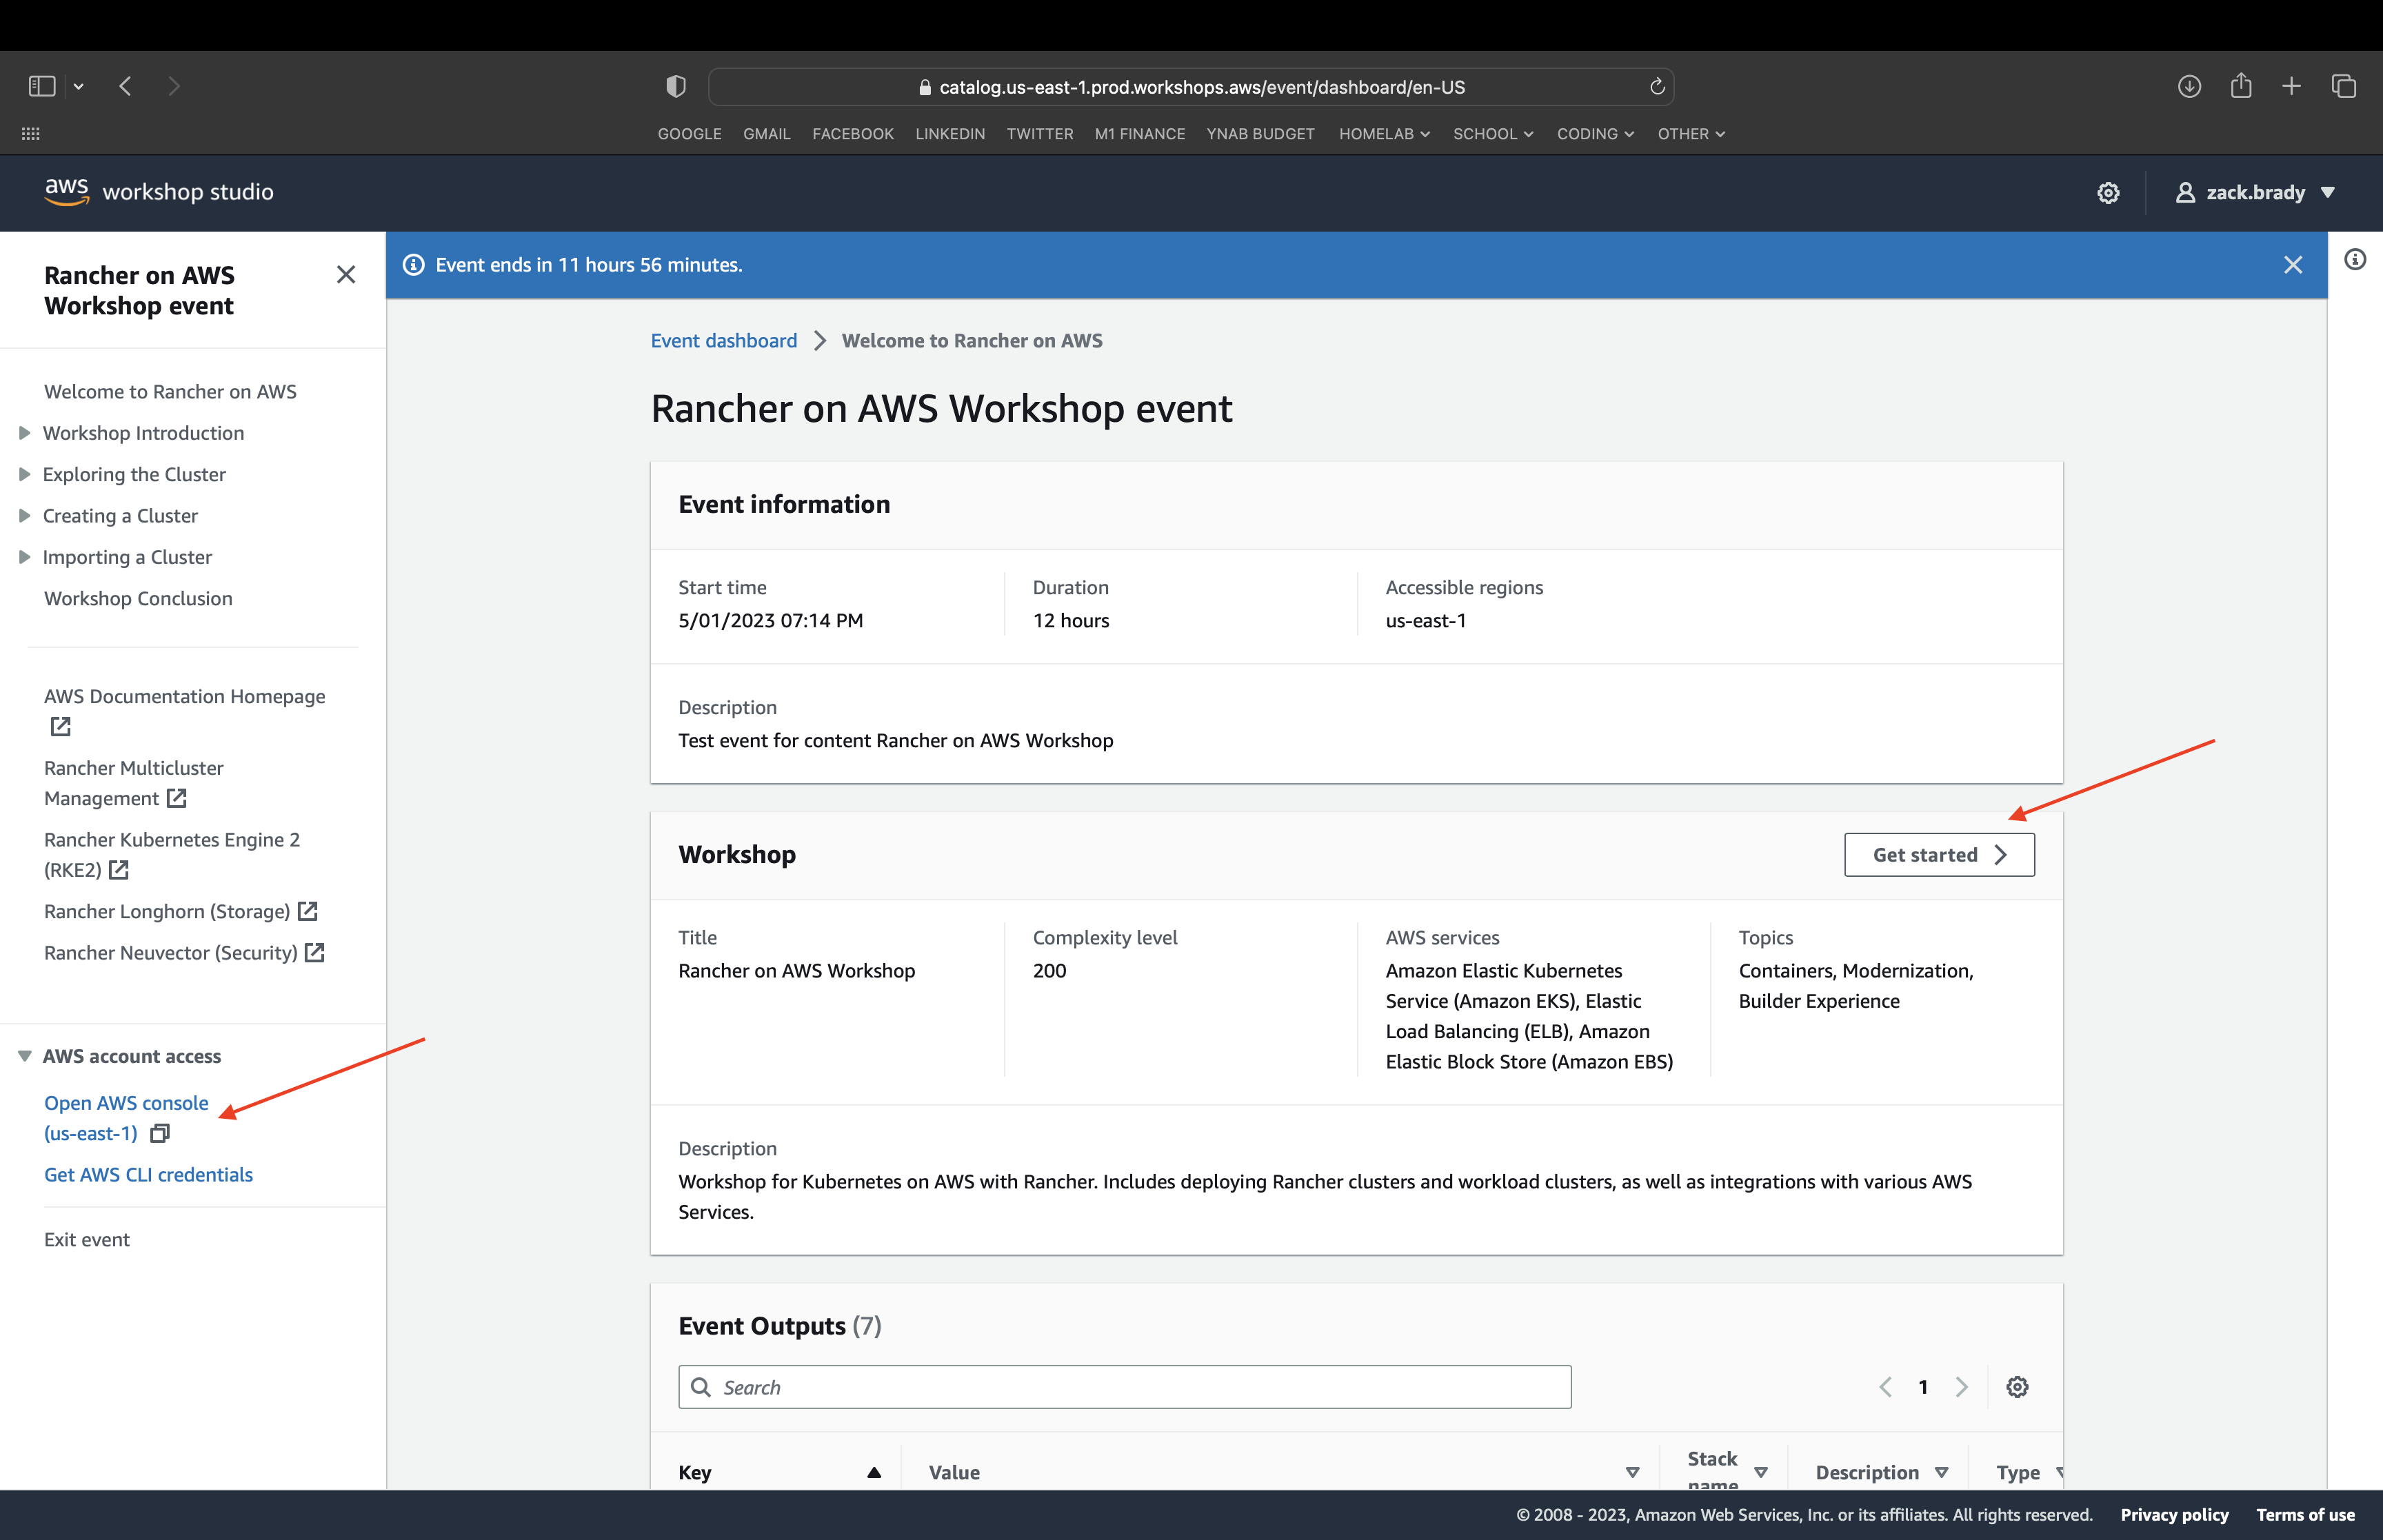 catalog.us-east-1.prod.workshops.aws/event/dashboard/en-US
GOOGLE GMAIL FACEBOOK LINKEDIN TWITTER M1 FINANCE YNAB BUDGET HOMELAB SCHOOL CODING OTHER
aws workshop studio
zack.brady
Rancher on AWS
Workshop event
Welcome to Rancher on AWS
Workshop Introduction
Exploring the Cluster
Creating a Cluster
Importing a Cluster
Workshop Conclusion
AWS Documentation Homepage
Rancher Multicluster
Management
Rancher Kubernetes Engine 2
(RKE2)
Rancher Longhorn (Storage)
Rancher Neuvector (Security)
AWS account access
Open AWS console
(us-east-1)
Get AWS CLI credentials
Exit event
Event ends in 11 hours 56 minutes.
Event dashboard Welcome to Rancher on AWS
Rancher on AWS Workshop event
Event information
Start time
5/01/2023 07:14 PM
Duration
12 hours
Accessible regions
us-east-1
Description
Test event for content Rancher on AWS Workshop
Workshop
Get started
Title
Rancher on AWS Workshop
Complexity level
200
AWS services
Amazon Elastic Kubernetes
Service (Amazon EKS), Elastic
Load Balancing (ELB), Amazon
Elastic Block Store (Amazon EBS)
Topics
Containers, Modernization,
Builder Experience
Description
Workshop for Kubernetes on AWS with Rancher. Includes deploying Rancher clusters and workload clusters, as well as integrations with various AWS
Services.
Event Outputs (7)
Search
1
Key
Value
Stack
name
Description
Type
© 2008 - 2023, Amazon Web Services, Inc. or its affiliates. All rights reserved. Privacy policy Terms of use